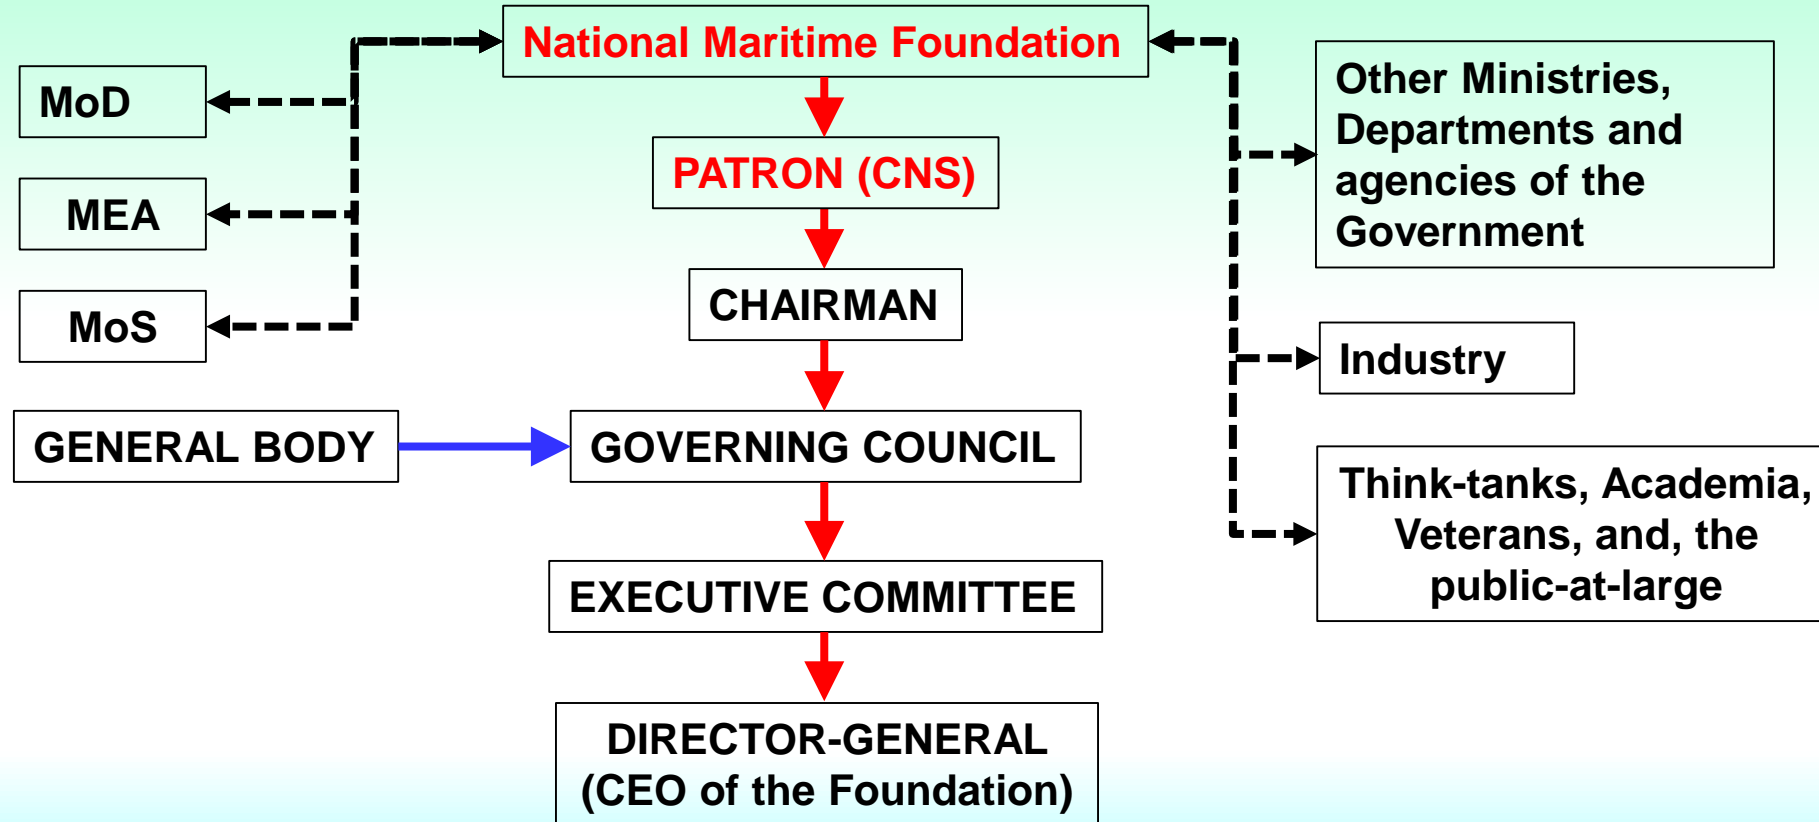 National Maritime Foundation
MoD
MEA
MoS
PATRON (CNS)
CHAIRMAN
GENERAL BODY
GOVERNING COUNCIL
EXECUTIVE COMMITTEE
DIRECTOR-GENERAL
(CEO of the Foundation)
Other Ministries,
Departments and
agencies of the
Government
Industry
Think-tanks, Academia,
Veterans, and, the
public-at-large